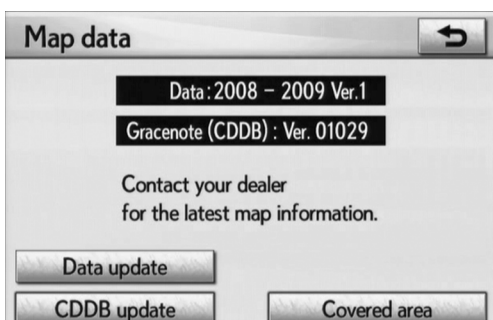 Map data
Data:2008 – 2009 Ver.1
Gracenote (CDDB) : Ver. 01029
Contact your dealer
for the latest map information.
Data update
CDDB update
Covered area